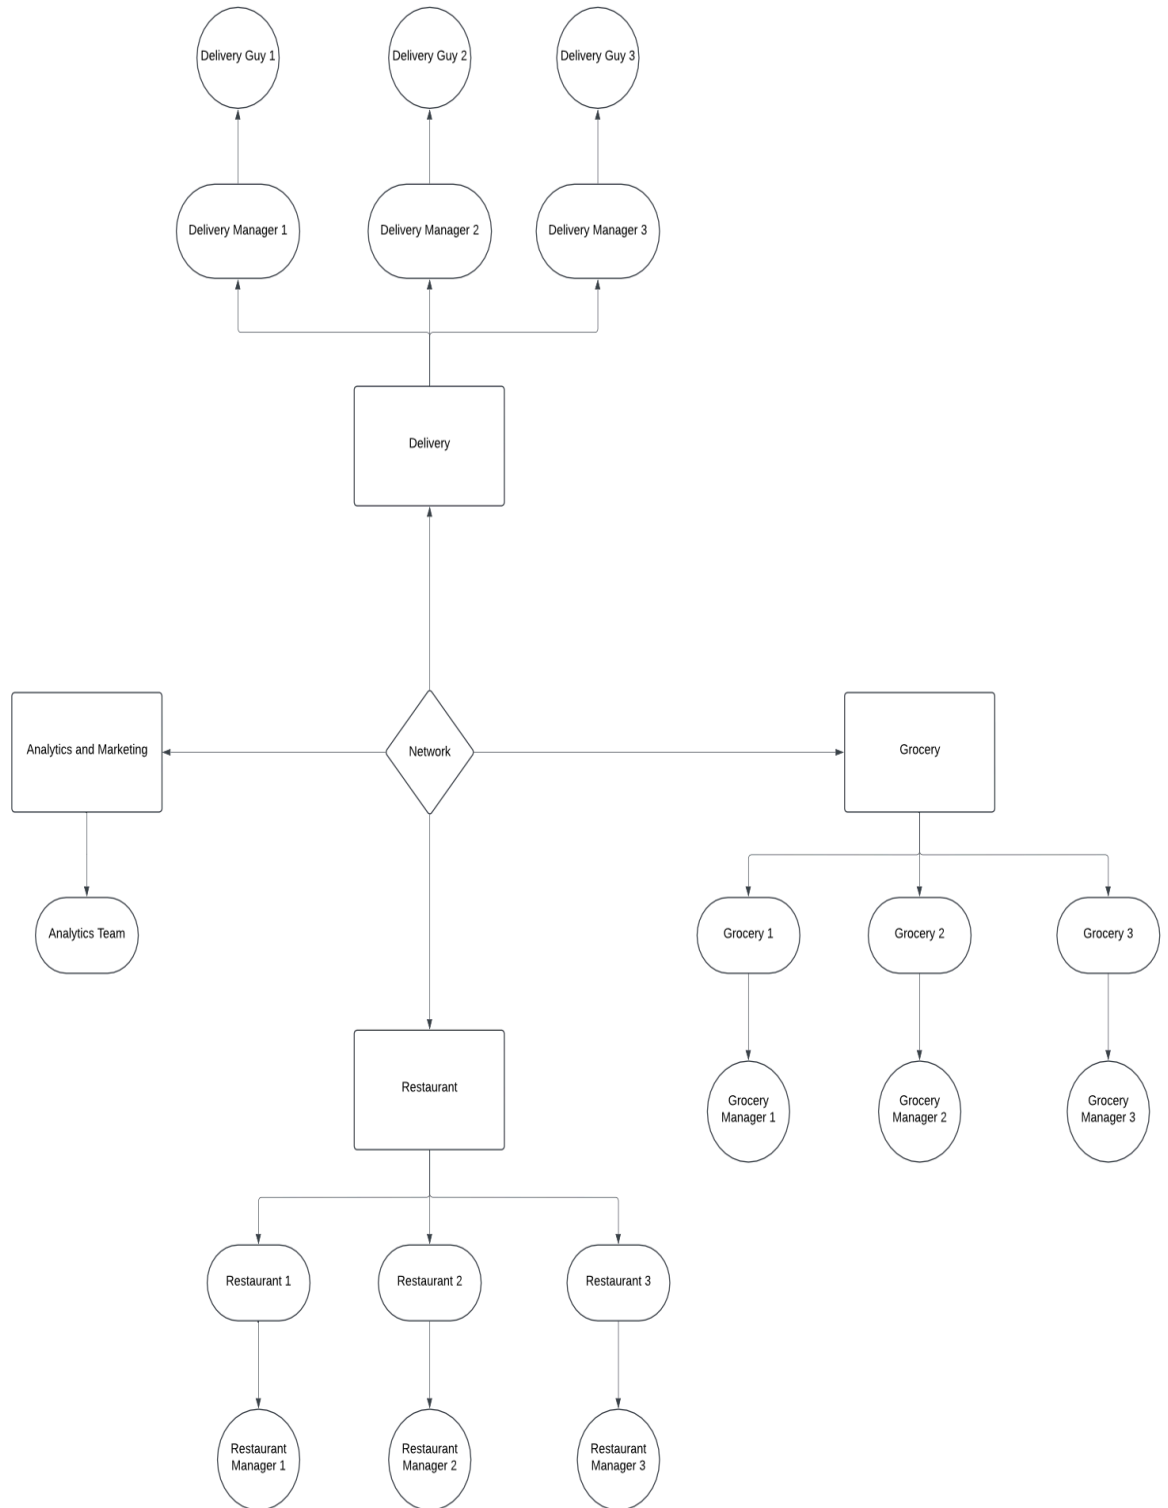 Delivery Guy 1
Delivery Guy 2
Delivery Guy 3
Delivery Manager 1
Delivery Manager 2
Delivery Manager 3
Delivery
Analytics and Marketing
Network
Grocery
Analytics Team
Grocery 1
Grocery 2
Grocery 3
Grocery
Manager 1
Grocery
Manager 2
Grocery
Manager 3
Restaurant
Restaurant 1
Restaurant 2
Restaurant 3
Restaurant
Manager 1
Restaurant
Manager 2
Restaurant
Manager 3